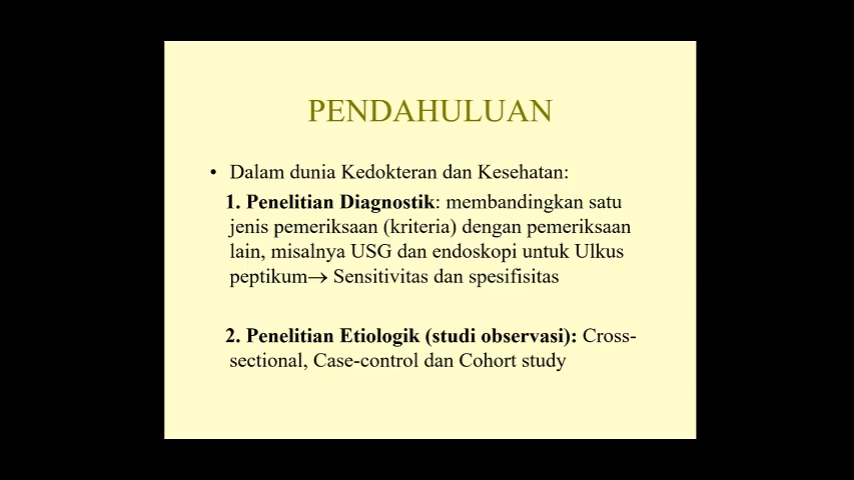 PENDAHULUAN
• Dalam dunia Kedokteran dan Kesehatan:
1. Penelitian Diagnostik: membandingkan satu
jenis pemeriksaan (kriteria) dengan pemeriksaan
lain, misalnya USG dan endoskopi untuk Ulkus
peptikum→ Sensitivitas dan spesifisitas
2. Penelitian Etiologik (studi observasi): Cross-
sectional, Case-control dan Cohort study